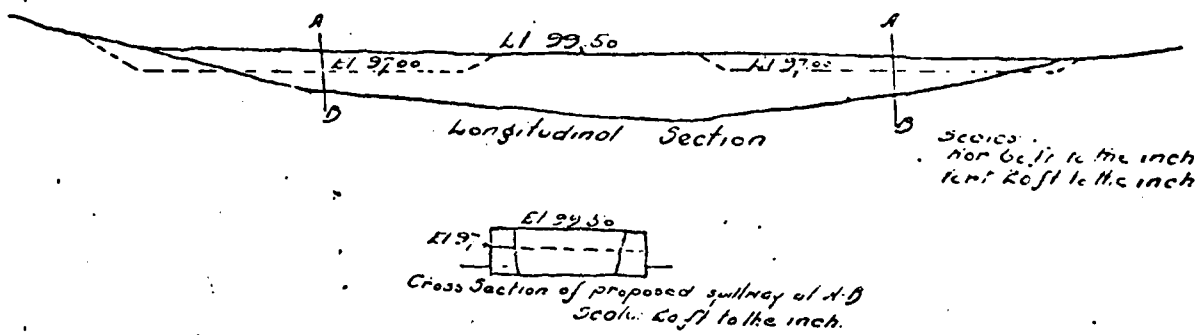 A A
El 99.50
El 97.00 El 97.00
B B
Longitudinal Section
Scales
Hor ft to the inch
Vert 20 ft to the inch
El 99.50
El 97
Cross Section of proposed spillway at A-B
Scale: 20 ft to the inch.